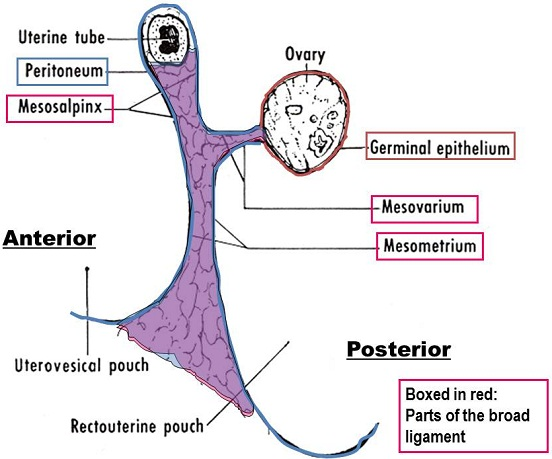 Uterine tube
Ovary
Peritoneum
Mesosalpinx
Germinal epithelium
Mesovarium
Anterior
Mesometrium
Uterovesical pouch
Posterior
Rectouterine pouch
Boxed in red:
Parts of the broad
ligament